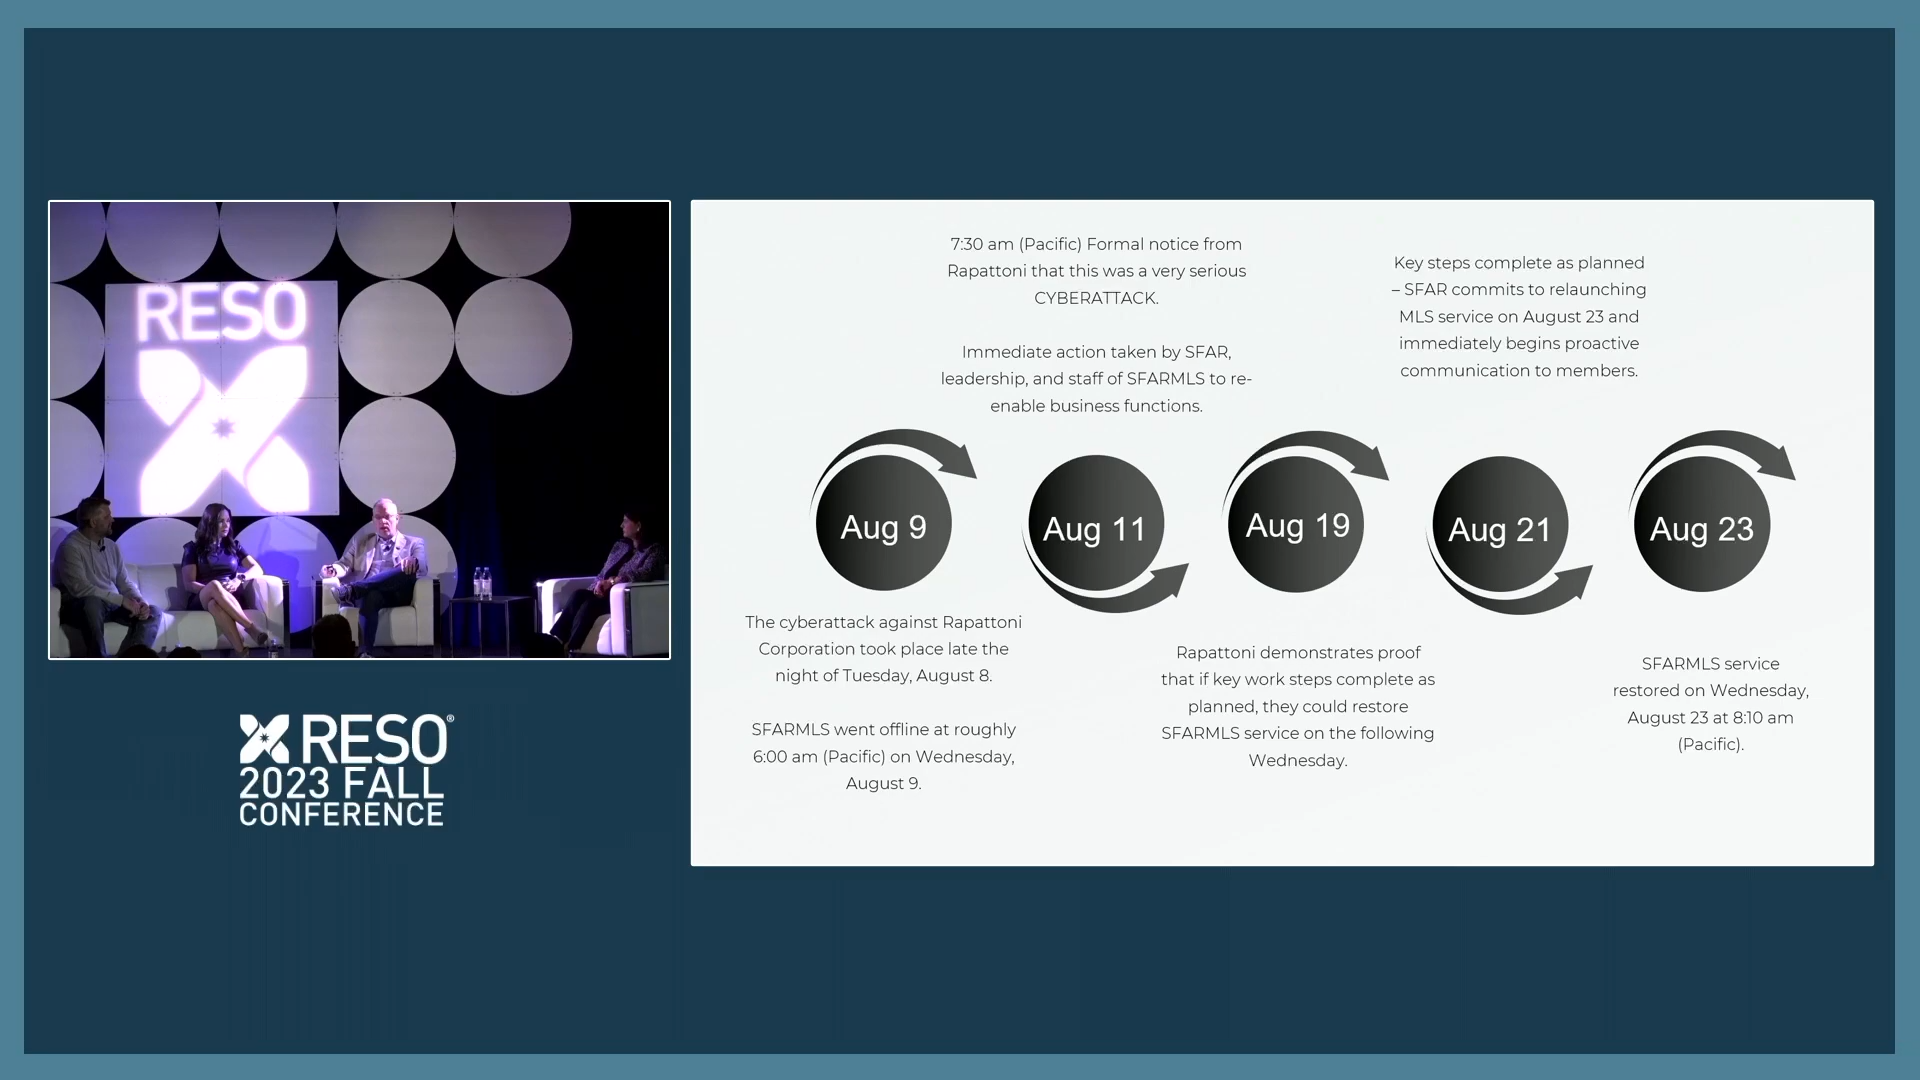 RESO
RESO®
2023 FALL
CONFERENCE
7:30 am (Pacific) Formal notice from
Rapattoni that this was a very serious
CYBERATTACK.
Immediate action taken by SFAR,
leadership, and staff of SFARMLS to re-
enable business functions.
Key steps complete as planned
– SFAR commits to relaunching
MLS service on August 23 and
immediately begins proactive
communication to members.
Aug 9
Aug 11
Aug 19
Aug 21
Aug 23
The cyberattack against Rapattoni
Corporation took place late the
night of Tuesday, August 8.
SFARMLS went offline at roughly
6:00 am (Pacific) on Wednesday,
August 9.
Rapattoni demonstrates proof
that if key work steps complete as
planned, they could restore
SFARMLS service on the following
Wednesday.
SFARMLS service
restored on Wednesday,
August 23 at 8:10 am
(Pacific).